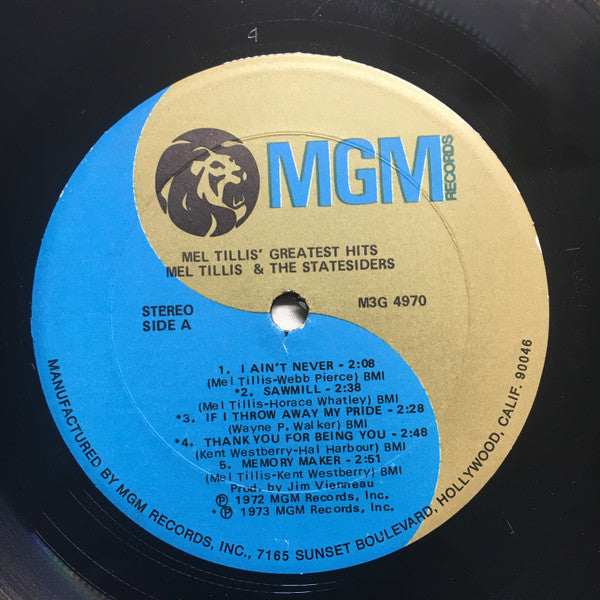 4
MGM
RECORDS
MEL TILLIS' GREATEST HITS
MEL TILLIS & THE STATESIDERS
STEREO
SIDE A
M3G 4970
1. I AIN'T NEVER - 2:08
(Mel Tillis-Webb Pierce) BMI
*2. SAWMILL - 2:38
(Mel Tillis-Horace Whatley) BMI
*3. IF I THROW AWAY MY PRIDE - 2:28
(Wayne P. Walker) BMI
*4. THANK YOU FOR BEING YOU - 2:48
(Kent Westberry-Hal Harbour) BMI
5. MEMORY MAKER - 2:51
(Mel Tillis-Kent Westberry) BMI
Prod. by Jim Vienneau
Ⓟ 1972 MGM Records, Inc.
*Ⓟ 1973 MGM Records, Inc.
MANUFACTURED BY MGM RECORDS, INC., 7165 SUNSET BOULEVARD, HOLLYWOOD, CALIF. 90046